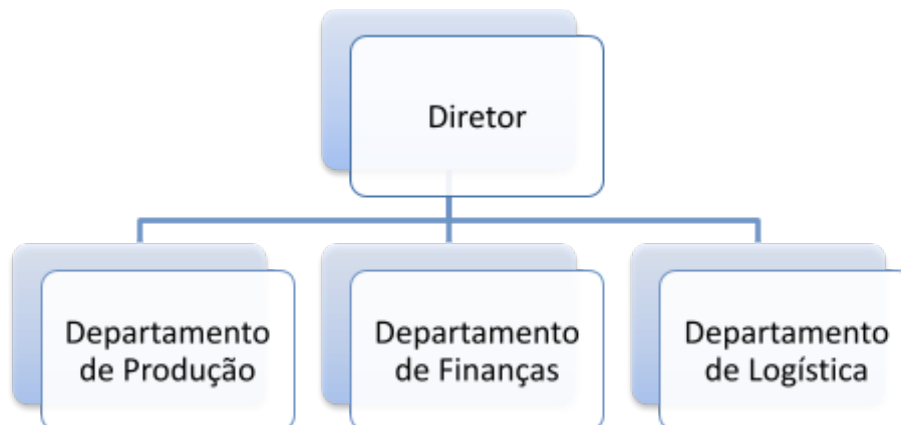 Diretor
Departamento
de Produção
Departamento
de Finanças
Departamento
de Logística